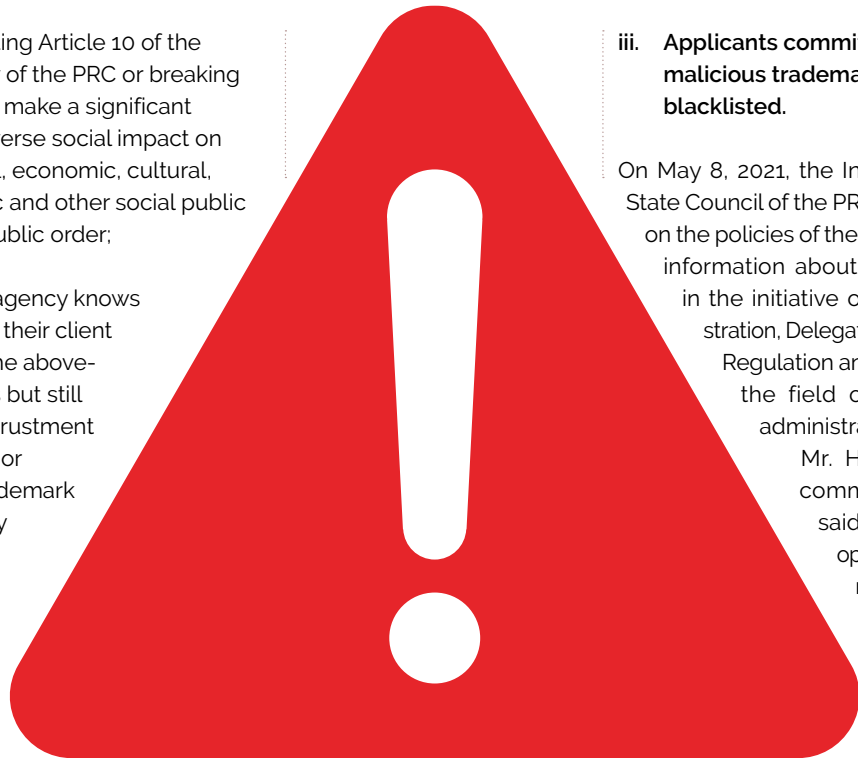 ting Article 10 of the
of the PRC or breaking
make a significant
erse social impact on
, economic, cultural,
c and other social public
ublic order;
agency knows
their client
he above-
but still
trustment
or
demark
y
iii. Applicants commi
malicious tradema
blacklisted.
On May 8, 2021, the In
State Council of the PR
on the policies of the
information about
in the initiative o
stration, Delega
Regulation ar
the field o
administra
Mr. H
comm
said
op